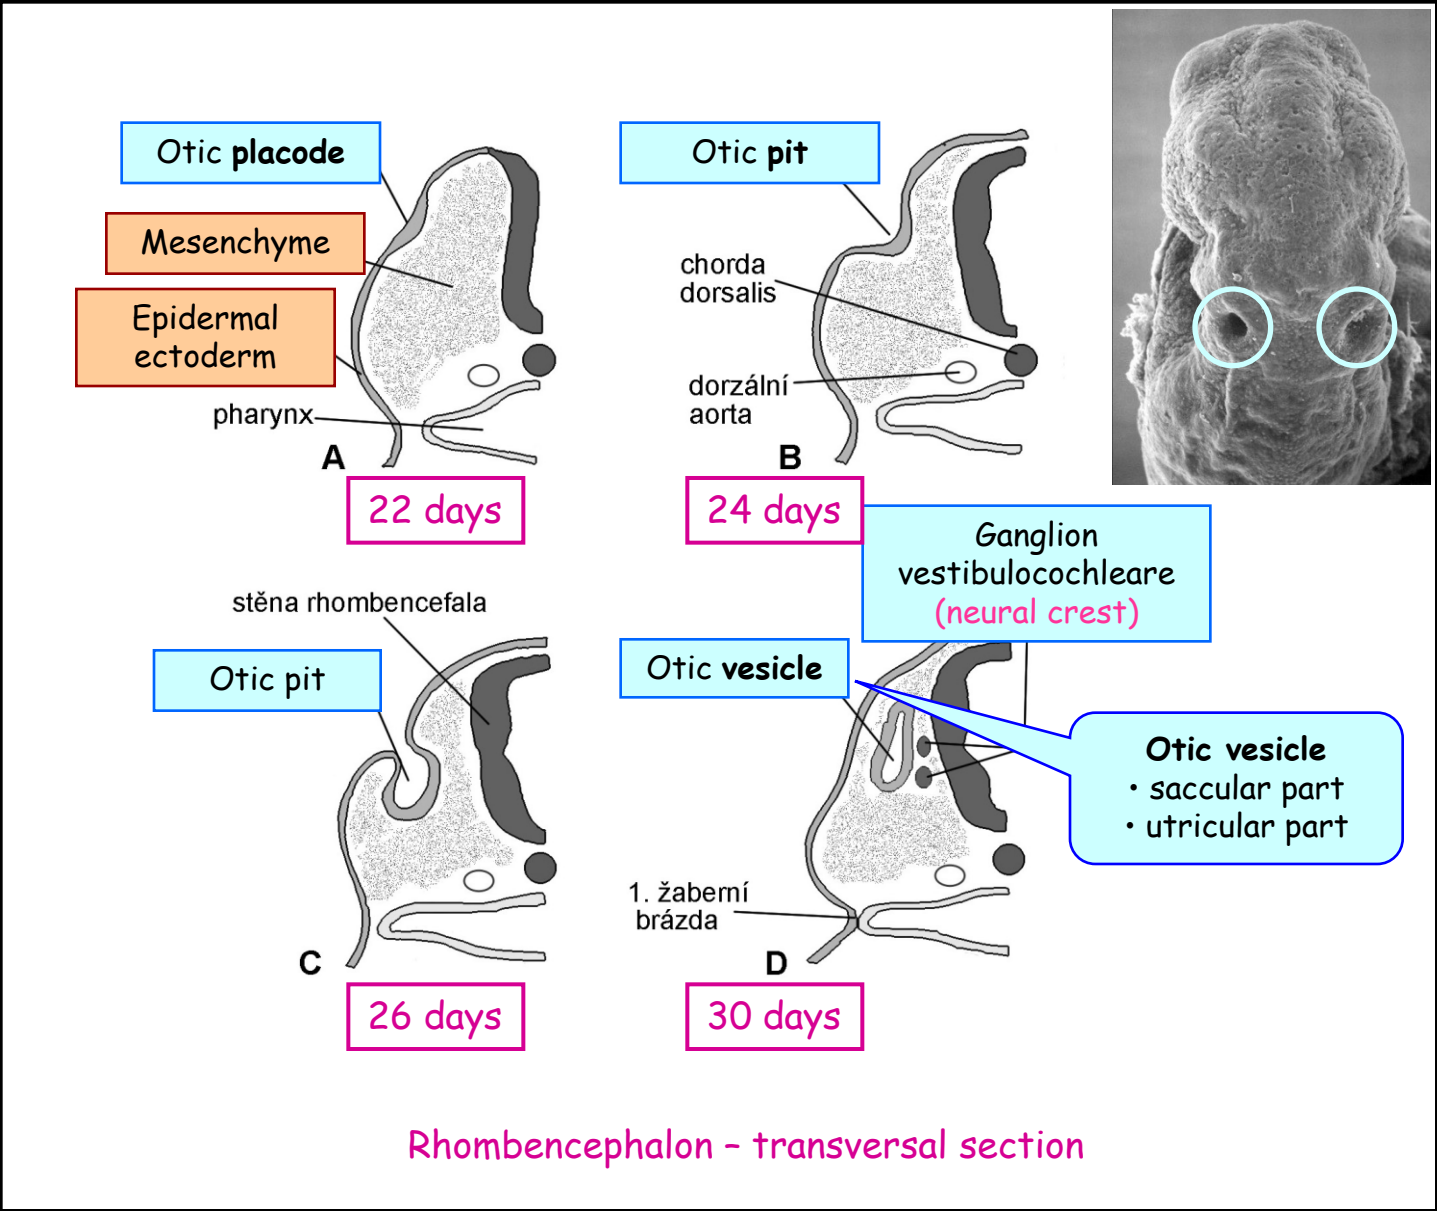 Otic placode
Mesenchyme
Epidermal
ectoderm
pharynx
A
22 days
Otic pit
chorda
dorsalis
dorzální
aorta
B
24 days
stěna rhombencefala
Otic pit
C
26 days
Ganglion
vestibulocochleare
(neural crest)
Otic vesicle
Otic vesicle
• saccular part
• utricular part
1. žaberní
brázda
D
30 days
Rhombencephalon – transversal section